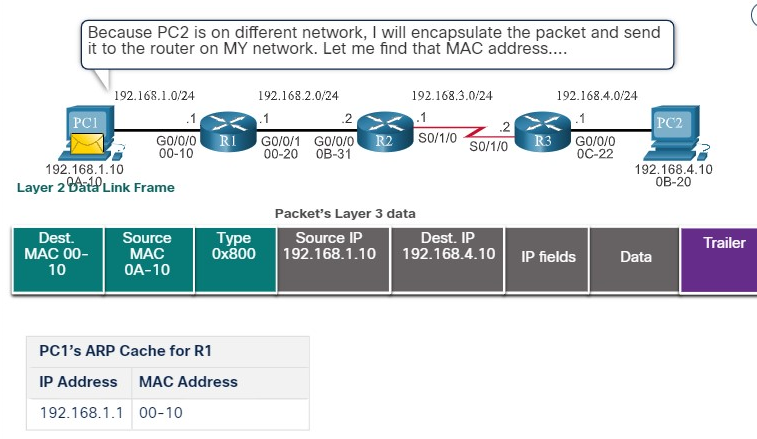 Because PC2 is on different network, I will encapsulate the packet and send
it to the router on MY network. Let me find that MAC address....
192.168.1.0/24 192.168.2.0/24 192.168.3.0/24 192.168.4.0/24
PC1 .1 R1 .1 .2 R2 .1 .2 R3 .1 PC2
G0/0/0 G0/0/1 G0/0/0 S0/1/0 S0/1/0 G0/0/0
00-10 00-20 0B-31 0C-22
192.168.1.10 192.168.4.10
0A-10 0B-20
Layer 2 Data Link Frame
Packet's Layer 3 data
Dest. Source Type Source IP Dest. IP Trailer
MAC 00- MAC 0x800 192.168.1.10 192.168.4.10 IP fields Data
10 0A-10
PC1's ARP Cache for R1
IP Address MAC Address
192.168.1.1 00-10